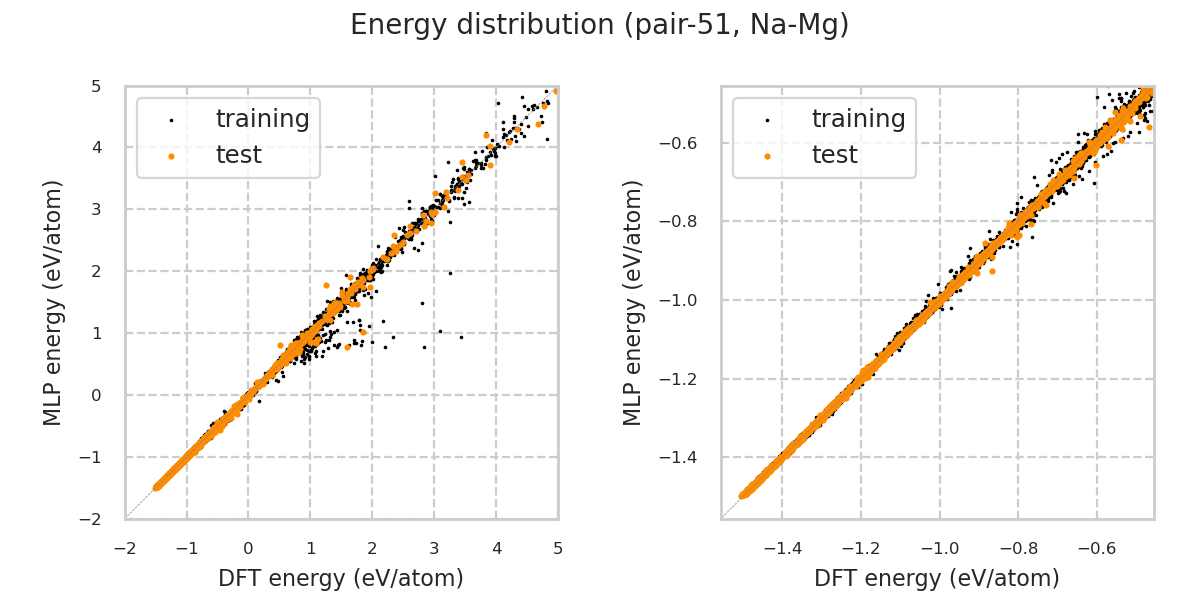 Energy distribution (pair-51, Na-Mg)
training
test
5
4
3
2
1
0
−1
−2
−2
−1
0
1
2
3
4
5
MLP energy (eV/atom)
DFT energy (eV/atom)
training
test
−0.6
−0.8
−1.0
−1.2
−1.4
−1.4
−1.2
−1.0
−0.8
−0.6
MLP energy (eV/atom)
DFT energy (eV/atom)